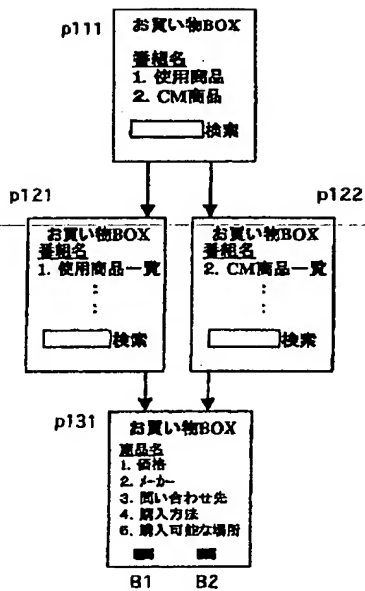 p111
お買い物BOX
番組名
1. 使用商品
2. CM商品
検索
p121
お買い物BOX
番組名
1. 使用商品一覧
検索
p122
お買い物BOX
番組名
2. CM商品一覧
検索
p131
お買い物BOX
商品名
1. 価格
2. メーカー
3. 問い合わせ先
4. 購入方法
5. 購入可能な場所
B1 B2